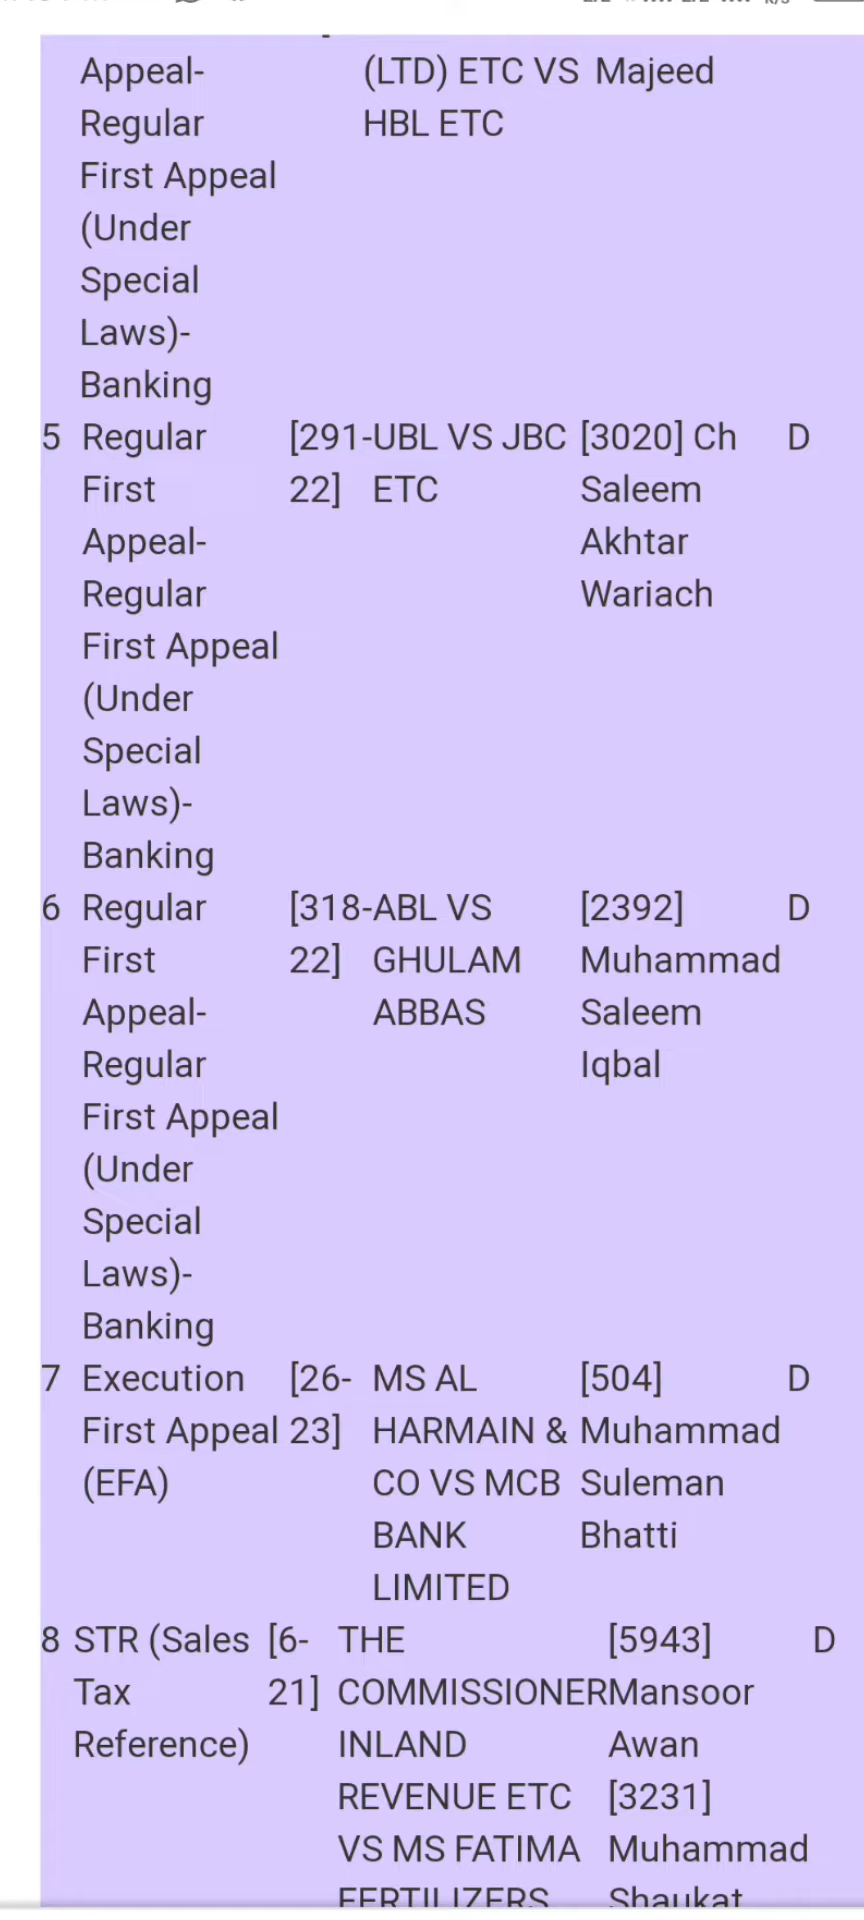 Appeal- (LTD) ETC VS Majeed
Regular HBL ETC
First Appeal
(Under
Special
Laws)-
Banking
5 Regular [291- UBL VS JBC [3020] Ch D
First 22] ETC Saleem
Appeal- Akhtar
Regular Wariach
First Appeal
(Under
Special
Laws)-
Banking
6 Regular [318- ABL VS [2392] D
First 22] GHULAM Muhammad
Appeal- ABBAS Saleem
Regular Iqbal
First Appeal
(Under
Special
Laws)-
Banking
7 Execution [26- MS AL [504] D
First Appeal 23] HARMAIN & Muhammad
(EFA) CO VS MCB Suleman
BANK Bhatti
LIMITED
8 STR (Sales [6- THE [5943] D
Tax 21] COMMISSIONER Mansoor
Reference) INLAND Awan
REVENUE ETC [3231]
VS MS FATIMA Muhammad
FERTILIZERS Shaukat